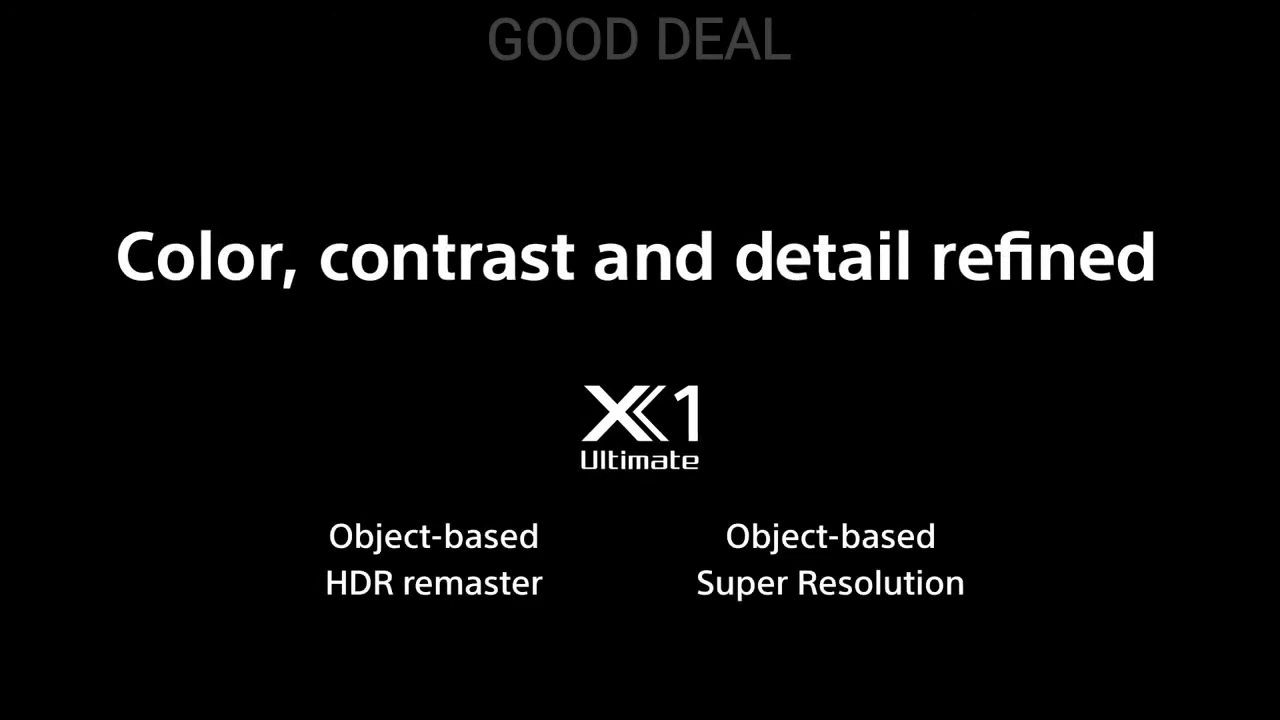 GOOD DEAL
Color, contrast and detail refined
X1
Ultimate
Object-based
HDR remaster
Object-based
Super Resolution